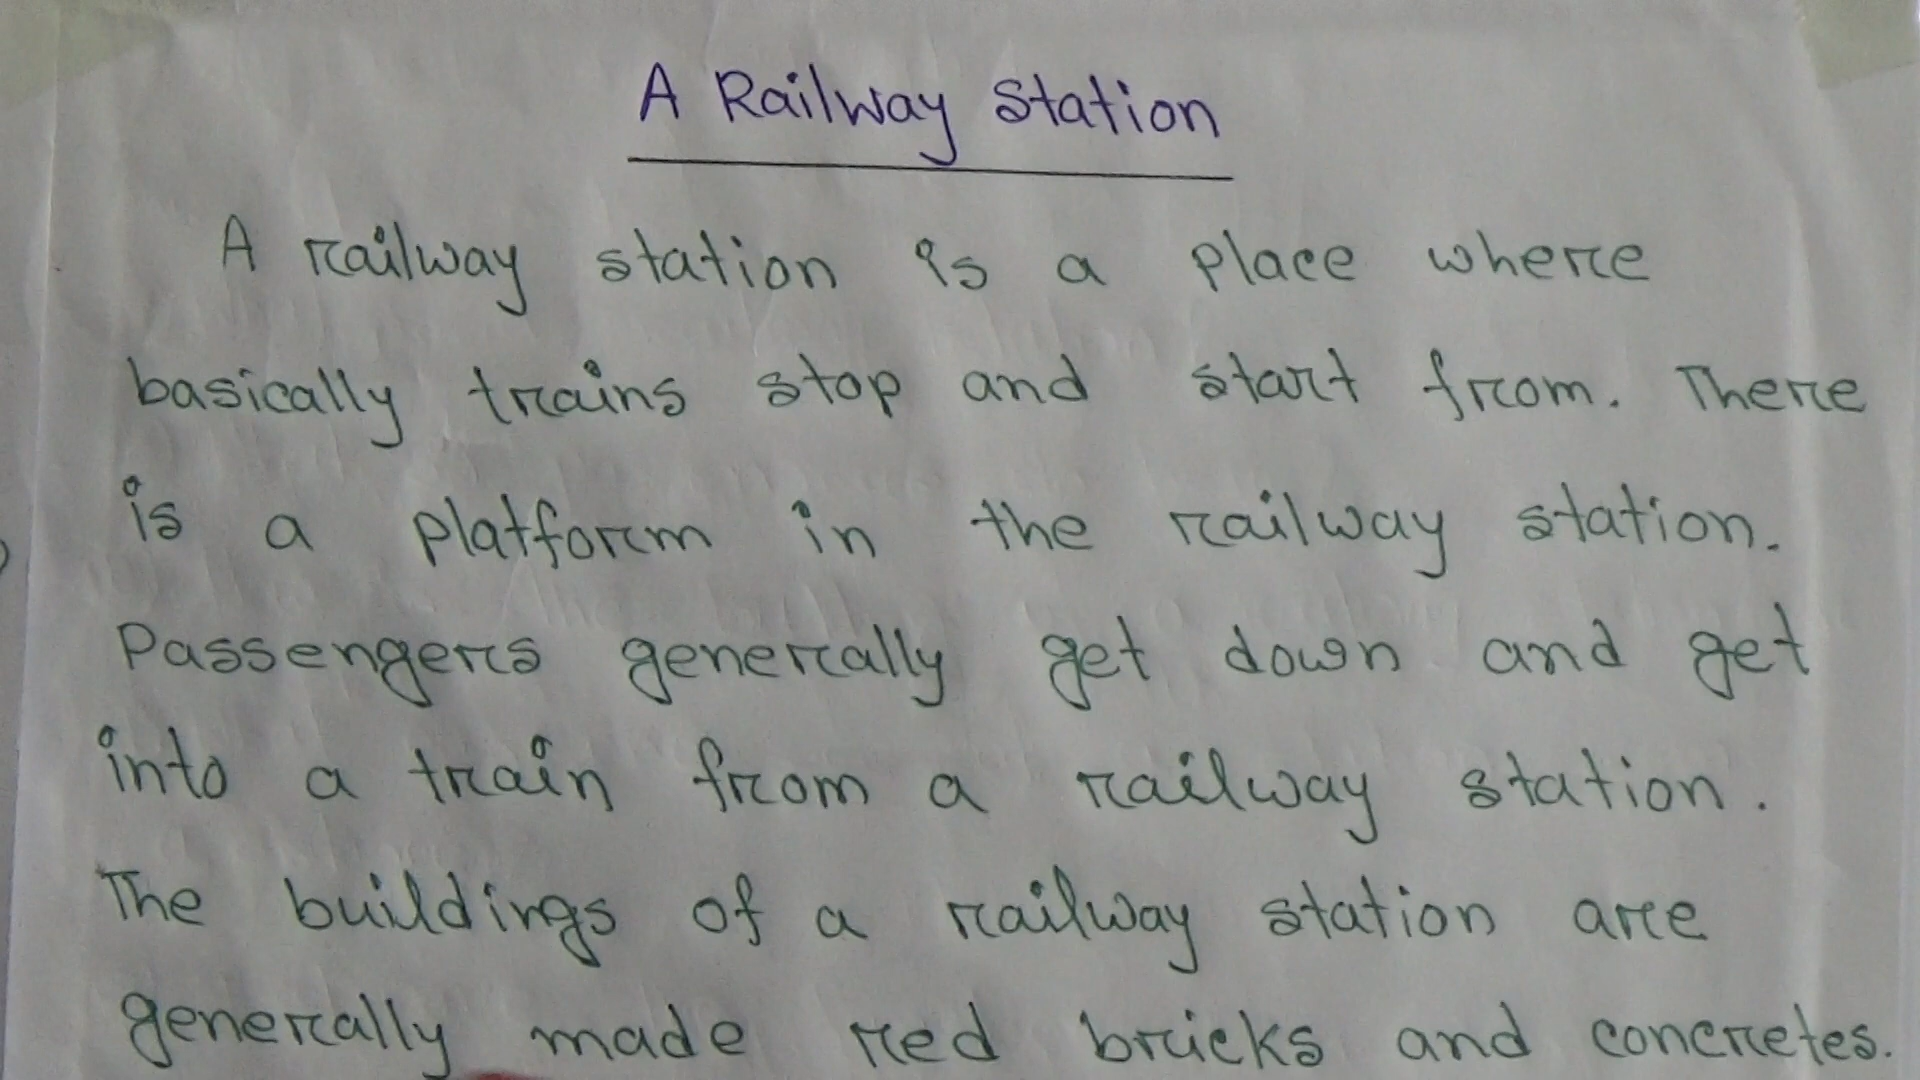 A Railway Station
A railway station is a place where
basically trains stop and start from. There
is a platform in the railway station.
Passengers generally get down and get
into a train from a railway station.
The buildings of a railway station are
generally made red bricks and concretes.